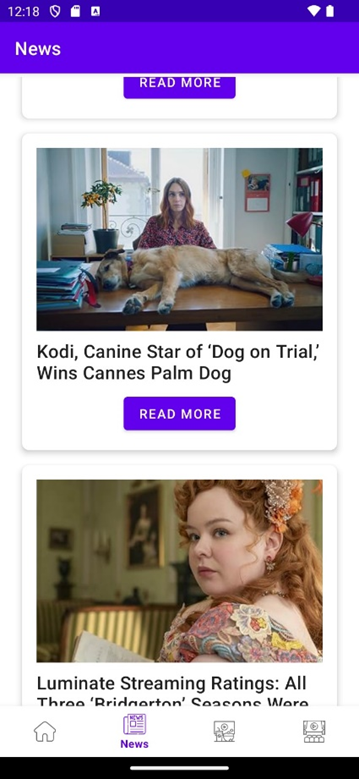 12:18
News
READ MORE
Kodi, Canine Star of ‘Dog on Trial,’
Wins Cannes Palm Dog
READ MORE
Luminate Streaming Ratings: All
Three ‘Bridgerton’ Seasons Were
News